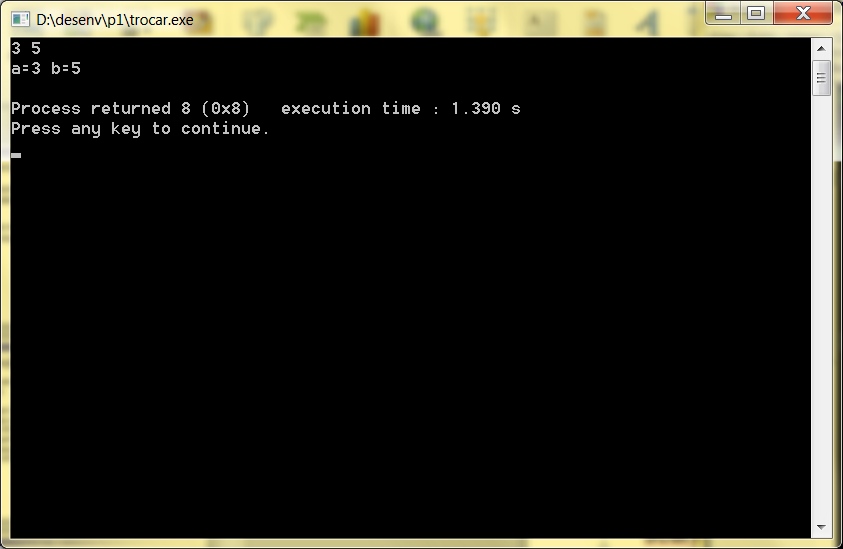 D:\desenv\p1\trocar.exe
3 5
a=3 b=5
Process returned 8 (0x8)   execution time : 1.390 s
Press any key to continue.